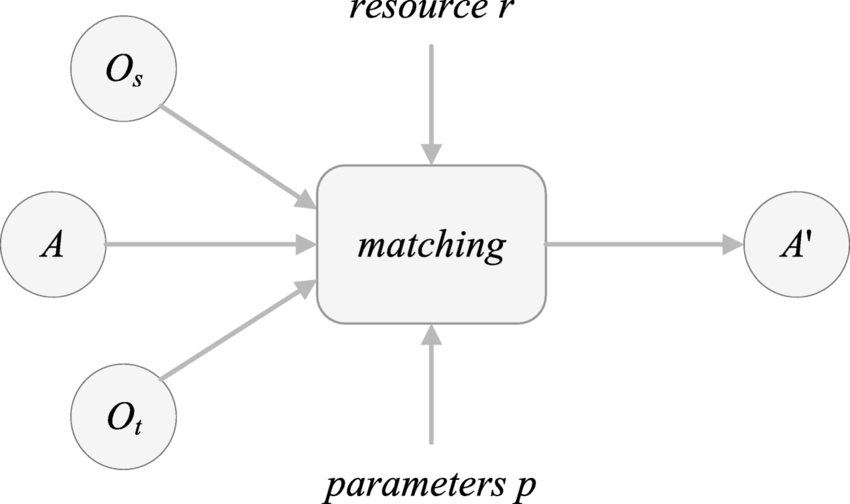 resource r
Oₛ
A
matching
A'
Oₜ
parameters p